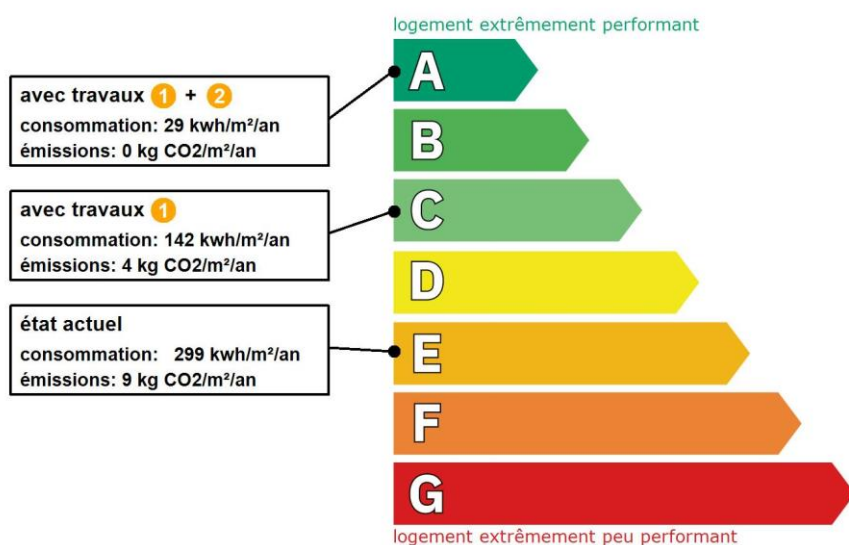 logement extrêmement performant
A
avec travaux 1 + 2
consommation: 29 kwh/m²/an
émissions: 0 kg CO2/m²/an
B
avec travaux 1
consommation: 142 kwh/m²/an
émissions: 4 kg CO2/m²/an
C
D
état actuel
consommation: 299 kwh/m²/an
émissions: 9 kg CO2/m²/an
E
F
G
logement extrêmement peu performant